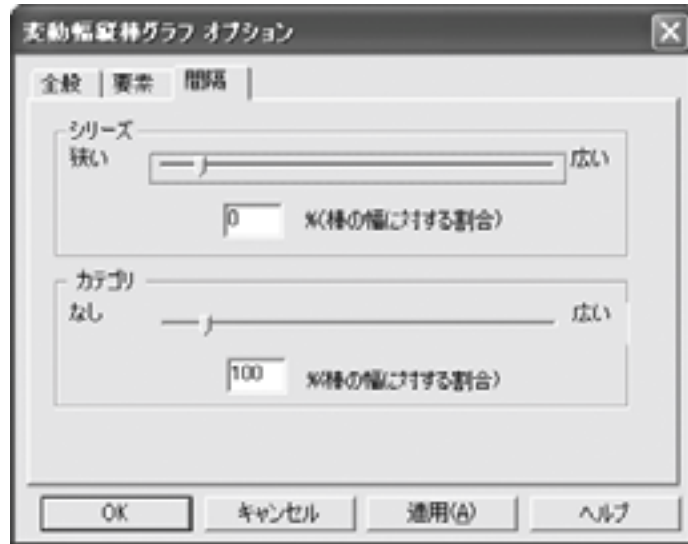 変動幅縦棒グラフ オプション
全般 要素 間隔
シリーズ
狭い 広い
0 %(棒の幅に対する割合)
カテゴリ
なし 広い
100 %(棒の幅に対する割合)
OK キャンセル 適用(A) ヘルプ